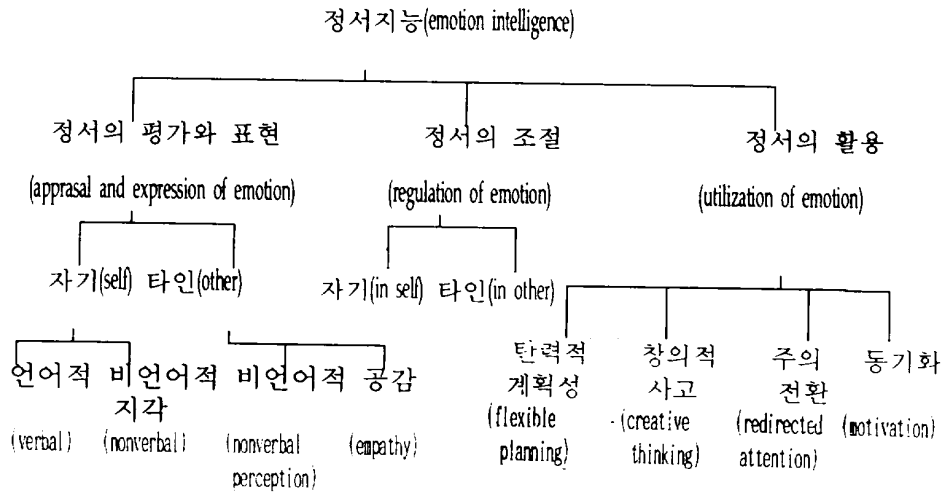 정서지능(emotion intelligence)
정서의 평가와 표현 정서의 조절 정서의 활용
(apprasal and expression of emotion) (regulation of emotion) (utilization of emotion)
자기(self) 타인(other) 자기(in self) 타인(in other)
언어적 비언어적 비언어적 공감
지각
(verbal) (nonverbal) (nonverbal (empathy)
perception)
탄력적 창의적 주의 동기화
계획성 사고 전환
(flexible (creative (redirected (motivation)
planning) thinking) attention)